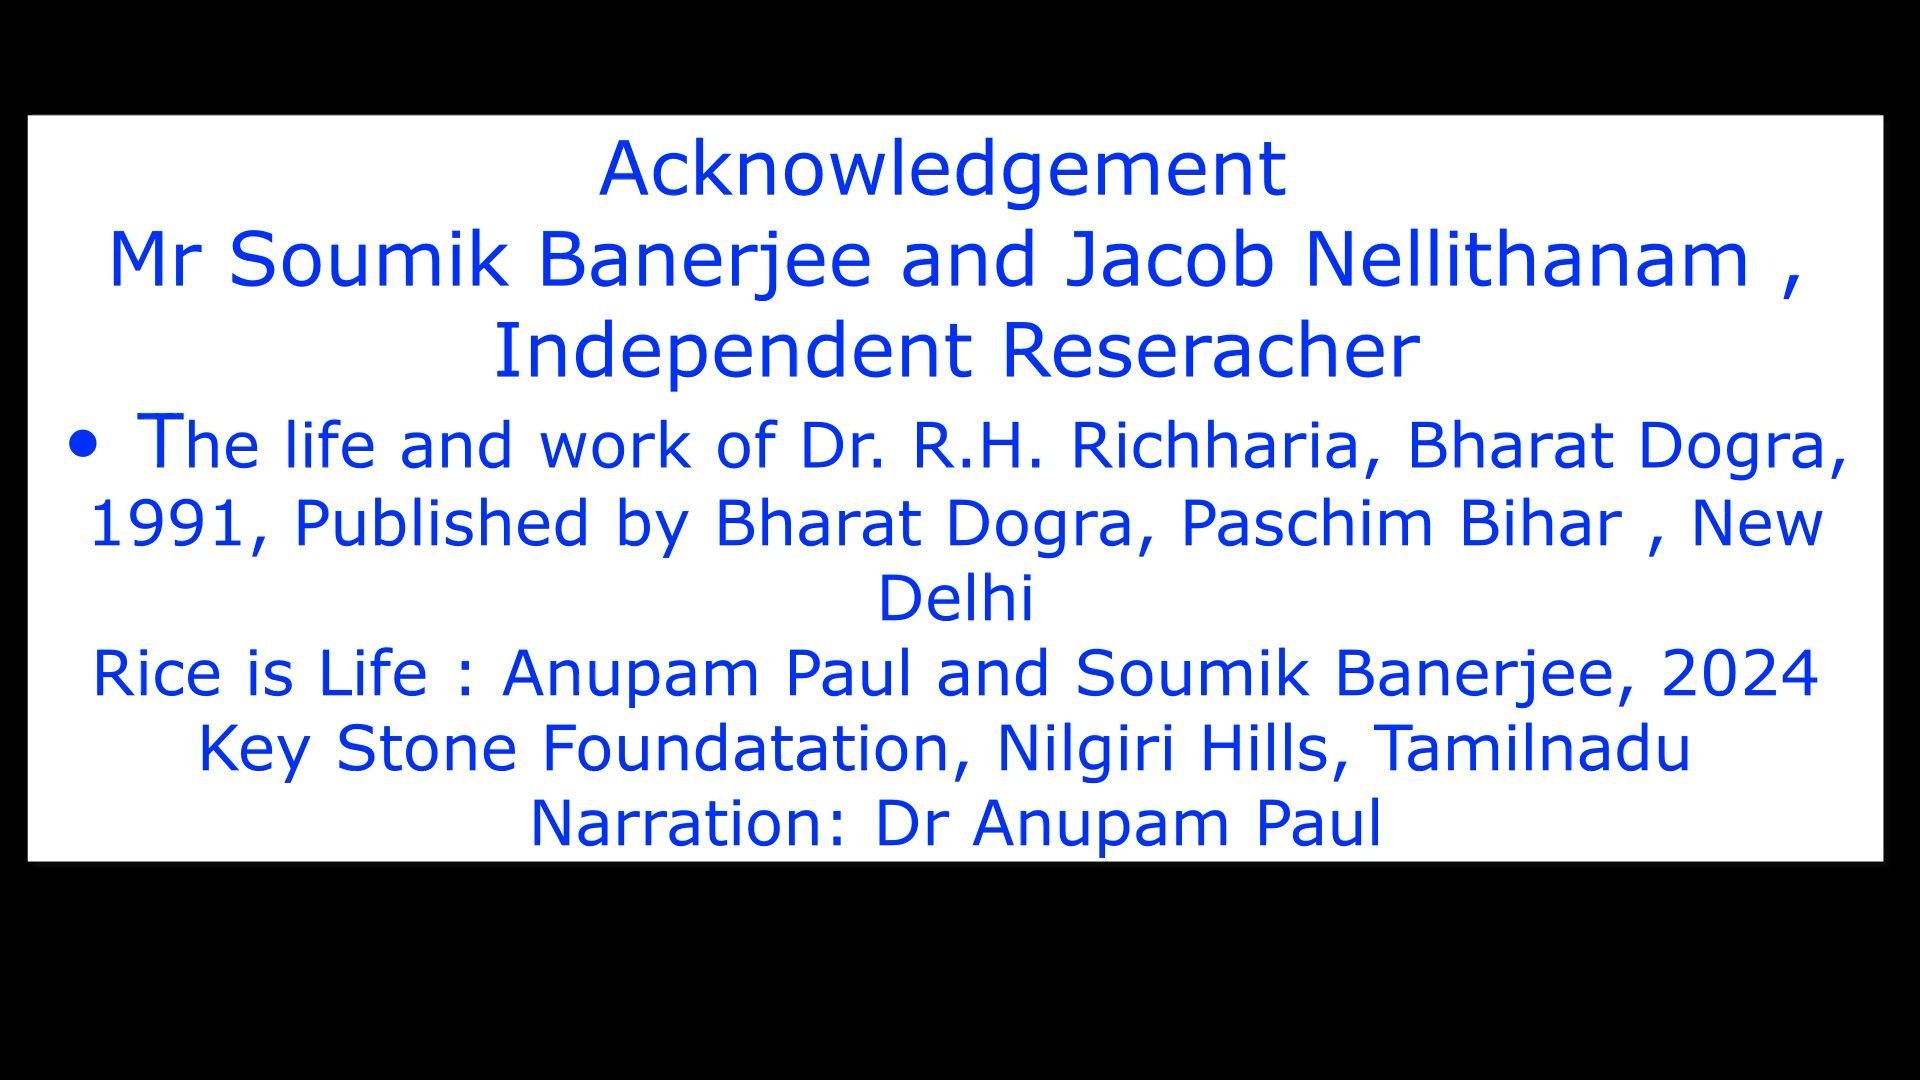 Acknowledgement
Mr Soumik Banerjee and Jacob Nellithanam ,
Independent Reseracher
• The life and work of Dr. R.H. Richharia, Bharat Dogra,
1991, Published by Bharat Dogra, Paschim Bihar , New
Delhi
Rice is Life : Anupam Paul and Soumik Banerjee, 2024
Key Stone Foundatation, Nilgiri Hills, Tamilnadu
Narration: Dr Anupam Paul